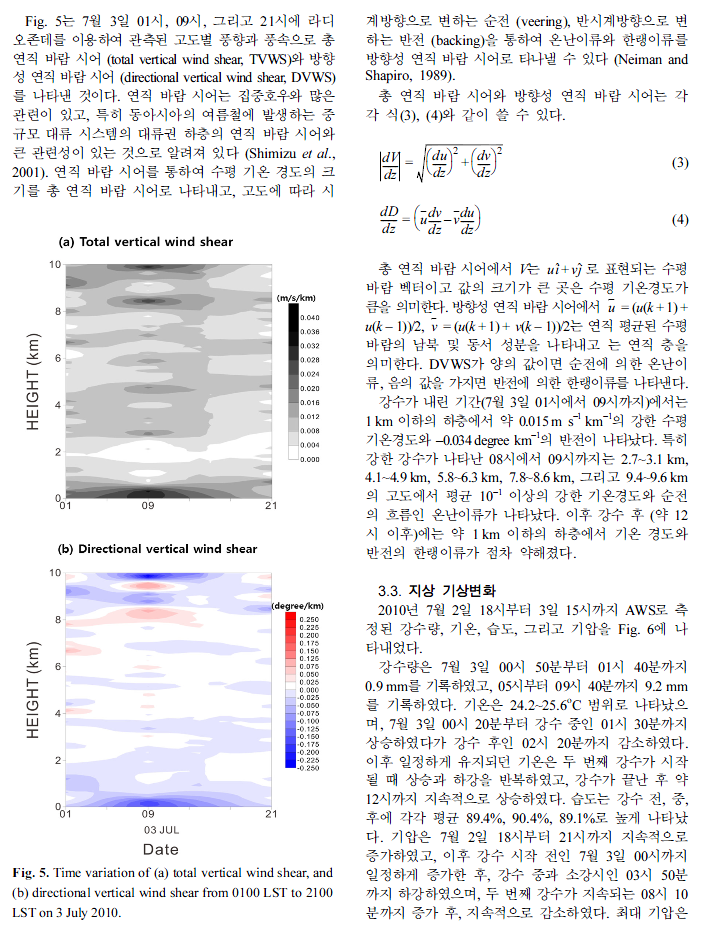 Fig. 5는 7월 3일 01시, 09시, 그리고 21시에 라디
오존데를 이용하여 관측된 고도별 풍향과 풍속으로 총
연직 바람 시어 (total vertical wind shear, TVWS)와 방향
성 연직 바람 시어 (directional vertical wind shear, DVWS)
를 나타낸 것이다. 연직 바람 시어는 집중호우와 많은
관련이 있고, 특히 동아시아의 여름철에 발생하는 중
규모 대류 시스템의 대류권 하층의 연직 바람 시어와
큰 관련성이 있는 것으로 알려져 있다 (Shimizu et al.,
2001). 연직 바람 시어를 통하여 수평 기온 경도의 크
기를 총 연직 바람 시어로 나타내고, 고도에 따라 시
(a) Total vertical wind shear
(m/s/km)
0.040
0.036
0.032
0.028
0.024
0.020
0.016
0.012
0.008
0.004
0.000
HEIGHT (km)
10
8
6
4
2
0
01
09
21
(b) Directional vertical wind shear
(degree/km)
0.250
0.225
0.200
0.175
0.150
0.125
0.100
0.075
0.050
0.025
0.000
-0.025
-0.050
-0.075
-0.100
-0.125
-0.150
-0.175
-0.200
-0.225
-0.250
HEIGHT (km)
10
8
6
4
2
0
01
09
21
03 JUL
Date
Fig. 5. Time variation of (a) total vertical wind shear, and
(b) directional vertical wind shear from 0100 LST to 2100
LST on 3 July 2010.
계방향으로 변하는 순전 (veering), 반시계방향으로 변
하는 반전 (backing)을 통하여 온난이류와 한랭이류를
방향성 연직 바람 시어로 나타낼 수 있다 (Neiman and
Shapiro, 1989).
총 연직 바람 시어와 방향성 연직 바람 시어는 각
각 식(3), (4)와 같이 쓸 수 있다.
|dV/dz| = √((du/dz)² + (dv/dz)²) (3)
dD/dz = (u̅ dv/dz − v̅ du/dz) (4)
총 연직 바람 시어에서 V는 uî + vĵ 로 표현되는 수평
바람 벡터이고 값의 크기가 큰 곳은 수평 기온경도가
큼을 의미한다. 방향성 연직 바람 시어에서 u̅ = (u(k + 1) +
u(k − 1))/2, v̅ = (u(k + 1) + v(k − 1))/2는 연직 평균된 수평
바람의 남북 및 동서 성분을 나타내고 는 연직 층을
의미한다. DVWS가 양의 값이면 순전에 의한 온난이
류, 음의 값을 가지면 반전에 의한 한랭이류를 나타낸다.
강수가 내린 기간(7월 3일 01시에서 09시까지)에서는
1 km 이하의 하층에서 약 0.015 m s⁻¹ km⁻¹의 강한 수평
기온경도와 −0.034 degree km⁻¹의 반전이 나타났다. 특히
강한 강수가 나타난 08시에서 09시까지는 2.7~3.1 km,
4.1~4.9 km, 5.8~6.3 km, 7.8~8.6 km, 그리고 9.4~9.6 km
의 고도에서 평균 10⁻¹ 이상의 강한 기온경도와 순전
의 흐름인 온난이류가 나타났다. 이후 강수 후 (약 12
시 이후)에는 약 1 km 이하의 하층에서 기온 경도와
반전의 한랭이류가 점차 약해졌다.
3.3. 지상 기상변화
2010년 7월 2일 18시부터 3일 15시까지 AWS로 측
정된 강수량, 기온, 습도, 그리고 기압을 Fig. 6에 나
타내었다.
강수량은 7월 3일 00시 50분부터 01시 40분까지
0.9 mm를 기록하였고, 05시부터 09시 40분까지 9.2 mm
를 기록하였다. 기온은 24.2~25.6°C 범위로 나타났으
며, 7월 3일 00시 20분부터 강수 중인 01시 30분까지
상승하였다가 강수 후인 02시 20분까지 감소하였다.
이후 일정하게 유지되던 기온은 두 번째 강수가 시작
될 때 상승과 하강을 반복하였고, 강수가 끝난 후 약
12시까지 지속적으로 상승하였다. 습도는 강수 전, 중,
후에 각각 평균 89.4%, 90.4%, 89.1%로 높게 나타났
다. 기압은 7월 2일 18시부터 21시까지 지속적으로
증가하였고, 이후 강수 시작 전인 7월 3일 00시까지
일정하게 증가한 후, 강수 중과 소강시인 03시 50분
까지 하강하였으며, 두 번째 강수가 지속되는 08시 10
분까지 증가 후, 지속적으로 감소하였다. 최대 기압은